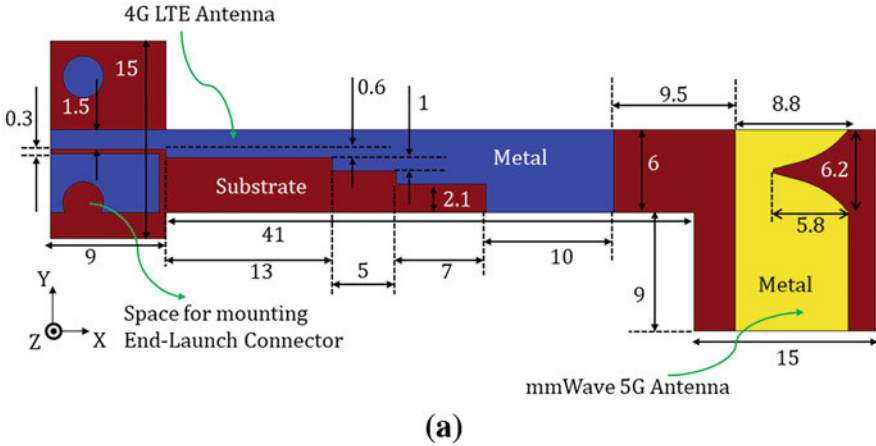 4G LTE Antenna
15
0.6
1
9.5
8.8
0.3
1.5
Metal
6
6.2
Substrate
2.1
5.8
41
9
13
5
7
10
9
Metal
Y
Z
X
Space for mounting
End-Launch Connector
15
mmWave 5G Antenna
(a)